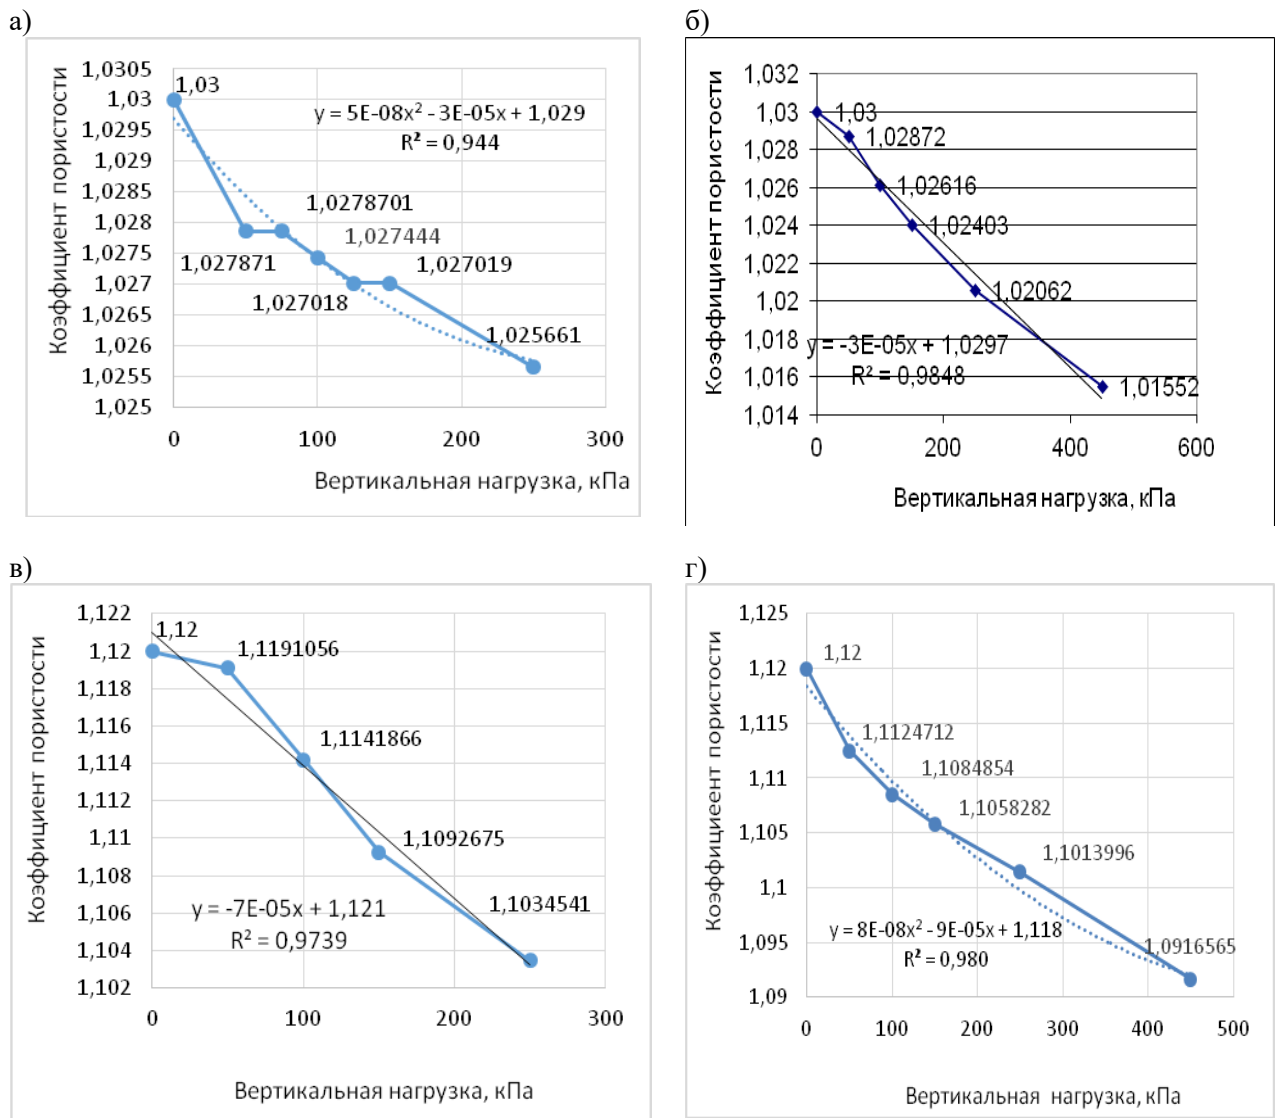 а)
Коэффициент пористости
1,0305
1,03
1,0295
1,029
1,0285
1,028
1,0275
1,027
1,0265
1,026
1,0255
1,025
1,03
y = 5E-08x² - 3E-05x + 1,029
R² = 0,944
1,0278701
1,027444
1,027871
1,027019
1,027018
1,025661
0 100 200 300
Вертикальная нагрузка, кПа
б)
Коэффициент пористости
1,032
1,03
1,028
1,026
1,024
1,022
1,02
1,018
1,016
1,014
1,03
1,02872
1,02616
1,02403
1,02062
y = -3E-05x + 1,0297
R² = 0,9848
1,01552
0 200 400 600
Вертикальная нагрузка, кПа
в)
Коэффициент пористости
1,122
1,12
1,118
1,116
1,114
1,112
1,11
1,108
1,106
1,104
1,102
1,12
1,1191056
1,1141866
1,1092675
1,1034541
y = -7E-05x + 1,121
R² = 0,9739
0 100 200 300
Вертикальная нагрузка, кПа
г)
Коэффициеент пористости
1,125
1,12
1,115
1,11
1,105
1,1
1,095
1,09
1,12
1,1124712
1,1084854
1,1058282
1,1013996
y = 8E-08x² - 9E-05x + 1,118
R² = 0,980
1,0916565
0 100 200 300 400 500
Вертикальная нагрузка, кПа